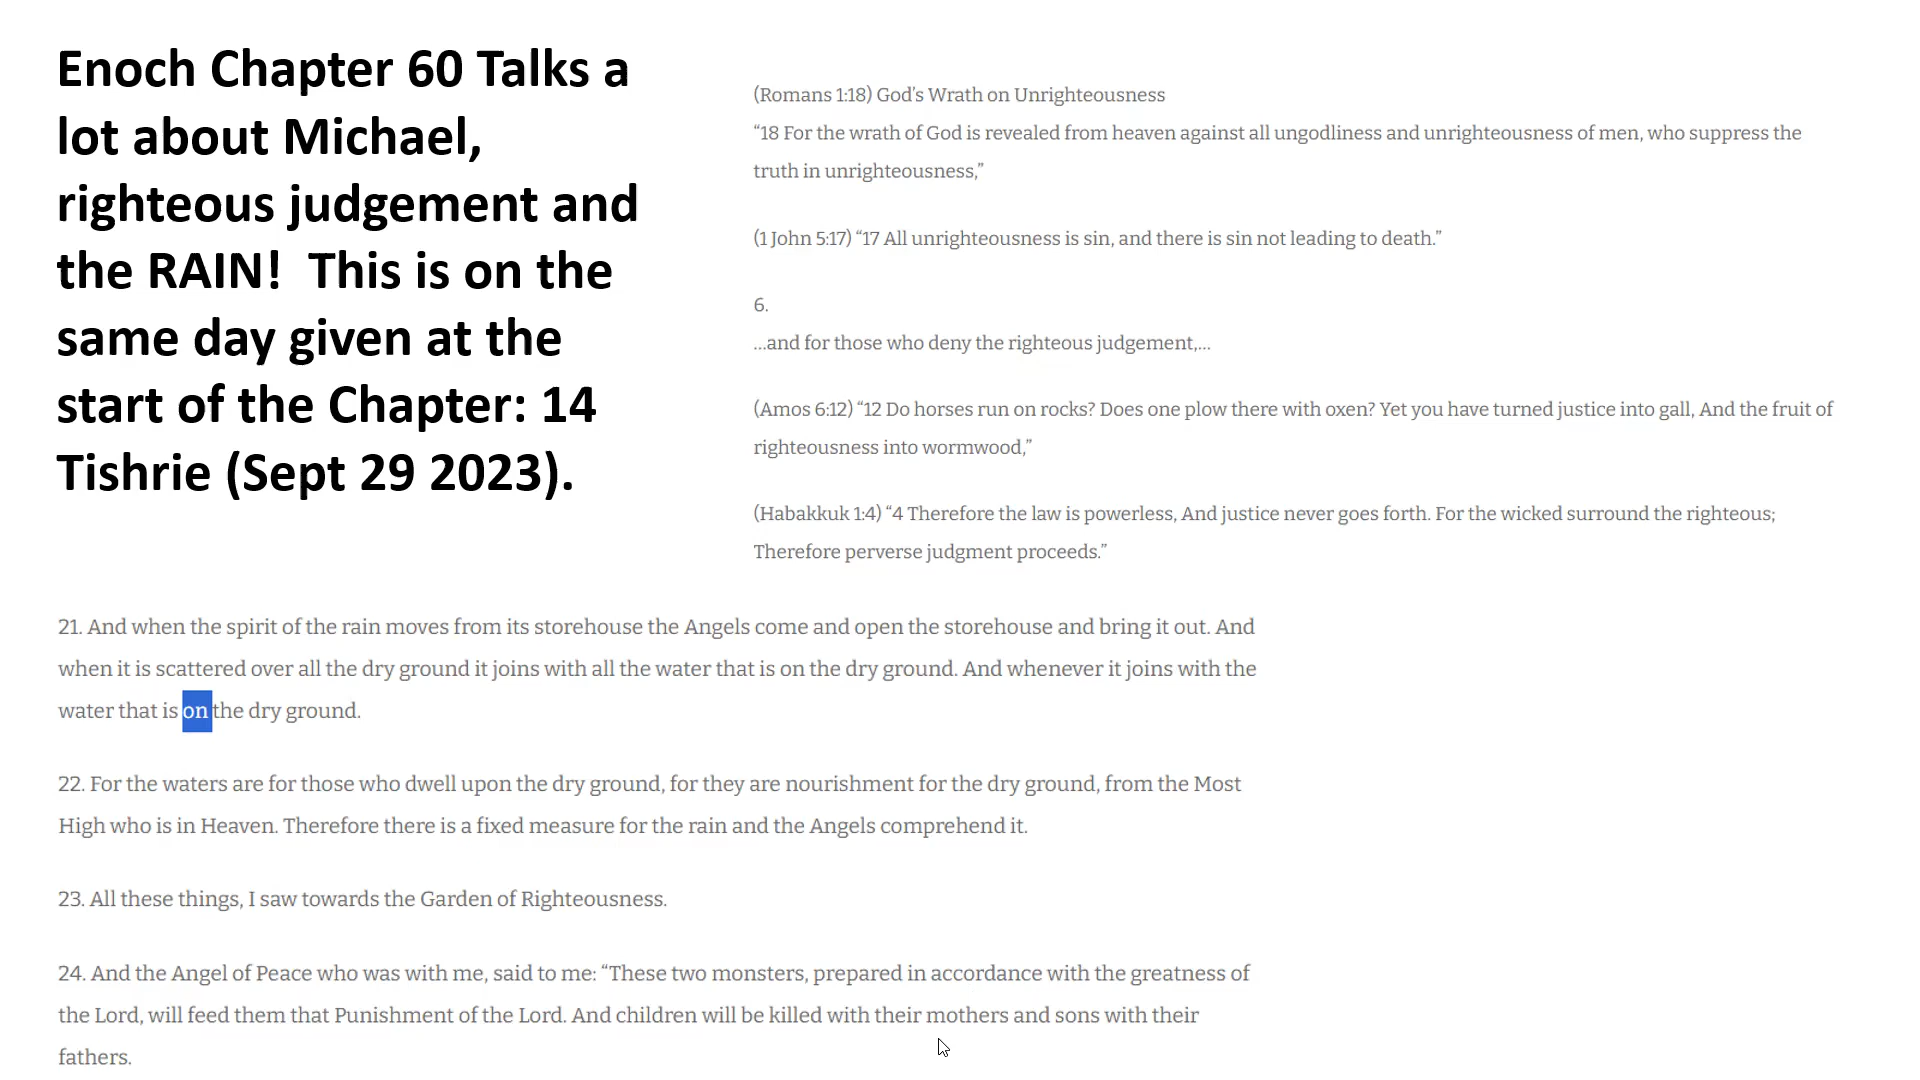 Enoch Chapter 60 Talks a
lot about Michael,
righteous judgement and
the RAIN!  This is on the
same day given at the
start of the Chapter: 14
Tishrie (Sept 29 2023).
(Romans 1:18) God’s Wrath on Unrighteousness
“18 For the wrath of God is revealed from heaven against all ungodliness and unrighteousness of men, who suppress the
truth in unrighteousness,”
(1 John 5:17) “17 All unrighteousness is sin, and there is sin not leading to death.”
6.
…and for those who deny the righteous judgement,…
(Amos 6:12) “12 Do horses run on rocks? Does one plow there with oxen? Yet you have turned justice into gall, And the fruit of
righteousness into wormwood,”
(Habakkuk 1:4) “4 Therefore the law is powerless, And justice never goes forth. For the wicked surround the righteous;
Therefore perverse judgment proceeds.”
21. And when the spirit of the rain moves from its storehouse the Angels come and open the storehouse and bring it out. And
when it is scattered over all the dry ground it joins with all the water that is on the dry ground. And whenever it joins with the
water that is on the dry ground.
22. For the waters are for those who dwell upon the dry ground, for they are nourishment for the dry ground, from the Most
High who is in Heaven. Therefore there is a fixed measure for the rain and the Angels comprehend it.
23. All these things, I saw towards the Garden of Righteousness.
24. And the Angel of Peace who was with me, said to me: “These two monsters, prepared in accordance with the greatness of
the Lord, will feed them that Punishment of the Lord. And children will be killed with their mothers and sons with their
fathers.